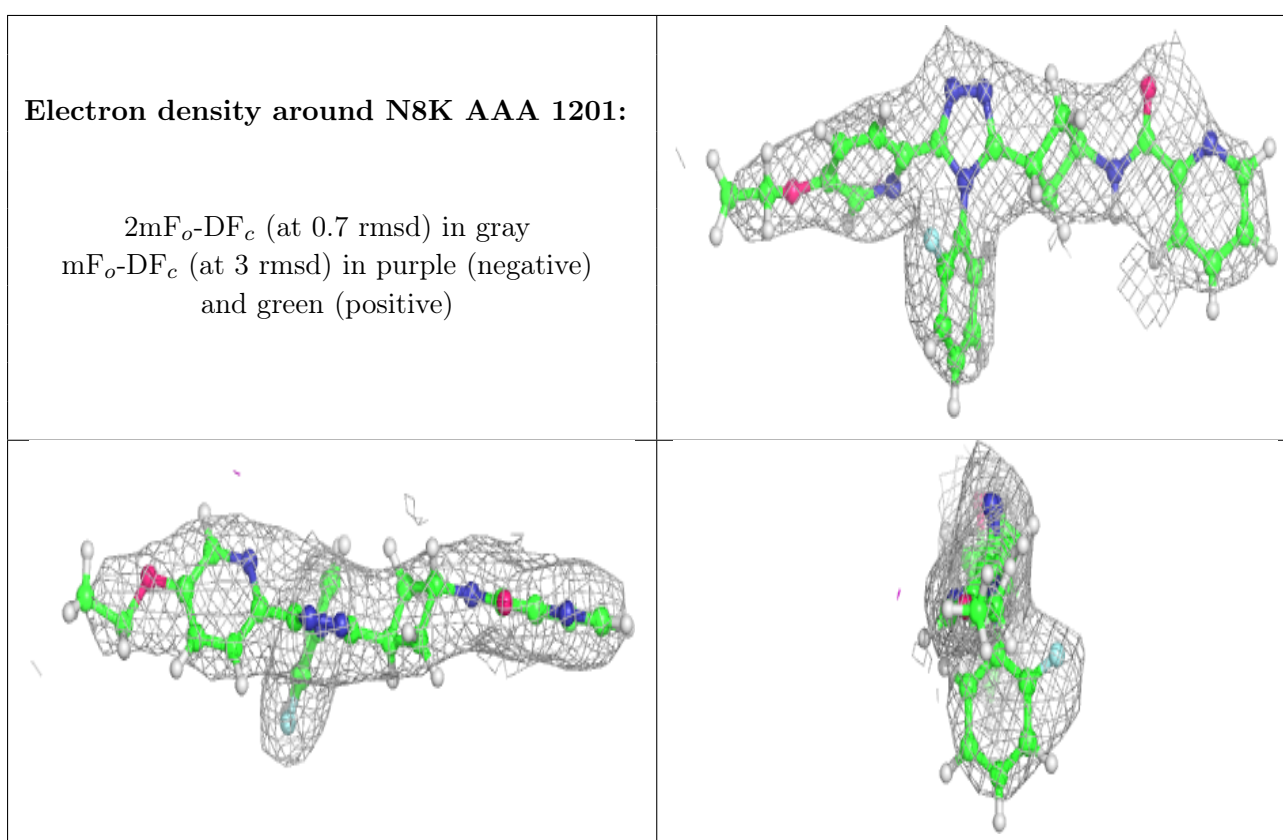 Electron density around N8K AAA 1201:
2mFₒ-DF𝒸 (at 0.7 rmsd) in gray
mFₒ-DF𝒸 (at 3 rmsd) in purple (negative)
and green (positive)